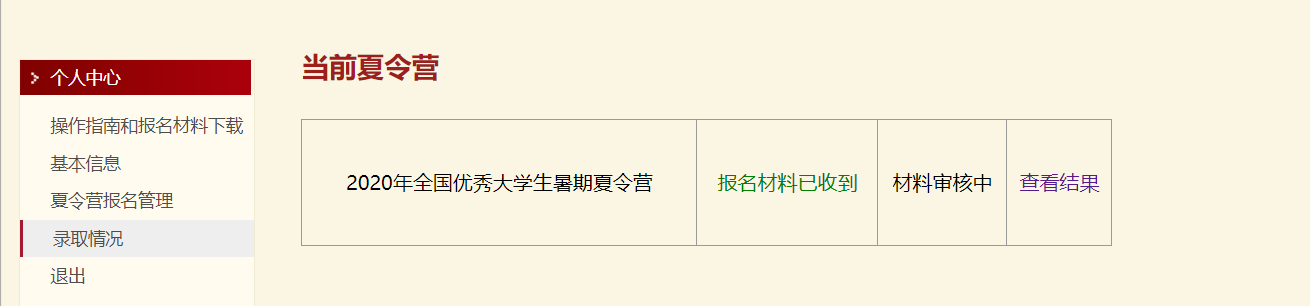 当前夏令营
个人中心
操作指南和报名材料下载
基本信息
夏令营报名管理
录取情况
退出
2020年全国优秀大学生暑期夏令营
报名材料已收到
材料审核中
查看结果